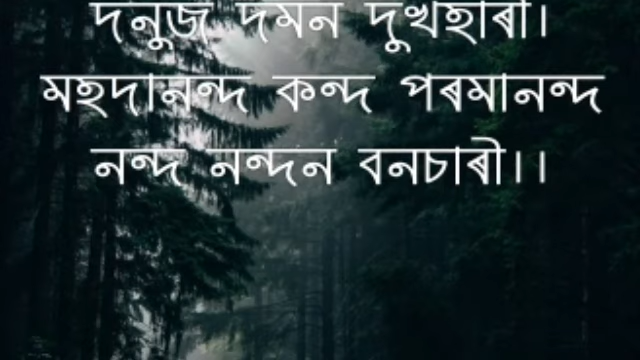 দনুজ দমন দুখহাৰী।
মহদানন্দ কন্দ পৰমানন্দ
নন্দ নন্দন বনচাৰী।।